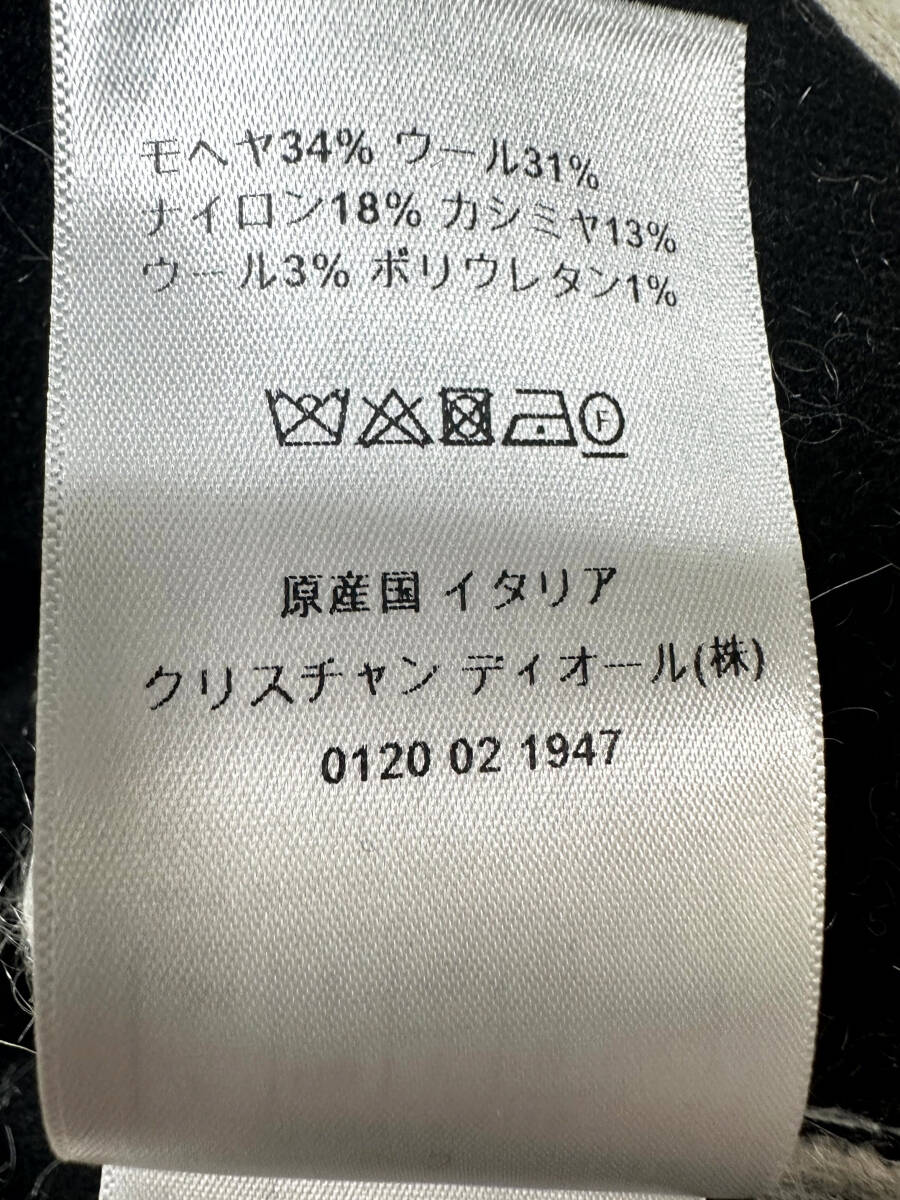 モヘヤ34% ウール31%
ナイロン18% カシミヤ13%
ウール3% ポリウレタン1%
F
原産国 イタリア
クリスチャン ディオール(株)
0120 02 1947